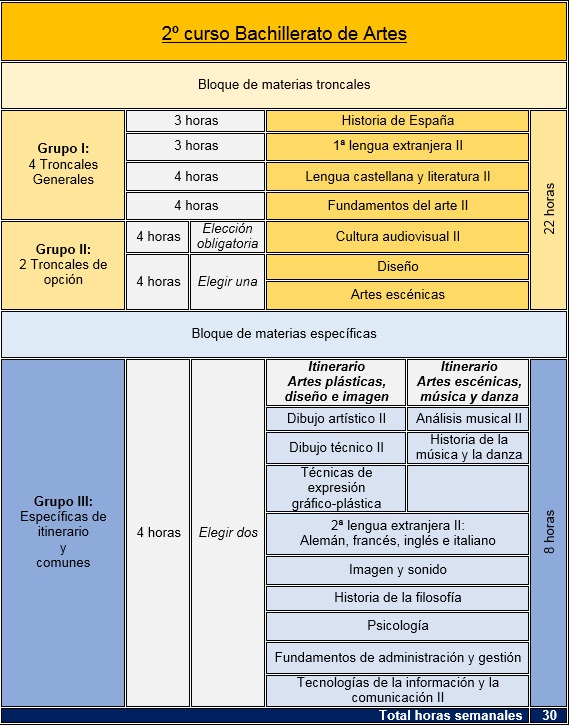 2º curso Bachillerato de Artes
Bloque de materias troncales
Grupo I:
4 Troncales
Generales
3 horas
Historia de España
3 horas
1ª lengua extranjera II
4 horas
Lengua castellana y literatura II
4 horas
Fundamentos del arte II
22 horas
Grupo II:
2 Troncales de
opción
4 horas
Elección
obligatoria
Cultura audiovisual II
4 horas
Elegir una
Diseño
Artes escénicas
Bloque de materias específicas
Grupo III:
Específicas de
itinerario
y
comunes
4 horas
Elegir dos
Itinerario
Artes plásticas,
diseño e imagen
Itinerario
Artes escénicas,
música y danza
Dibujo artístico II
Análisis musical II
Dibujo técnico II
Historia de la
música y la danza
Técnicas de
expresión
gráfico-plástica
2ª lengua extranjera II:
Alemán, francés, inglés e italiano
Imagen y sonido
Historia de la filosofía
Psicología
Fundamentos de administración y gestión
Tecnologías de la información y la
comunicación II
8 horas
Total horas semanales
30